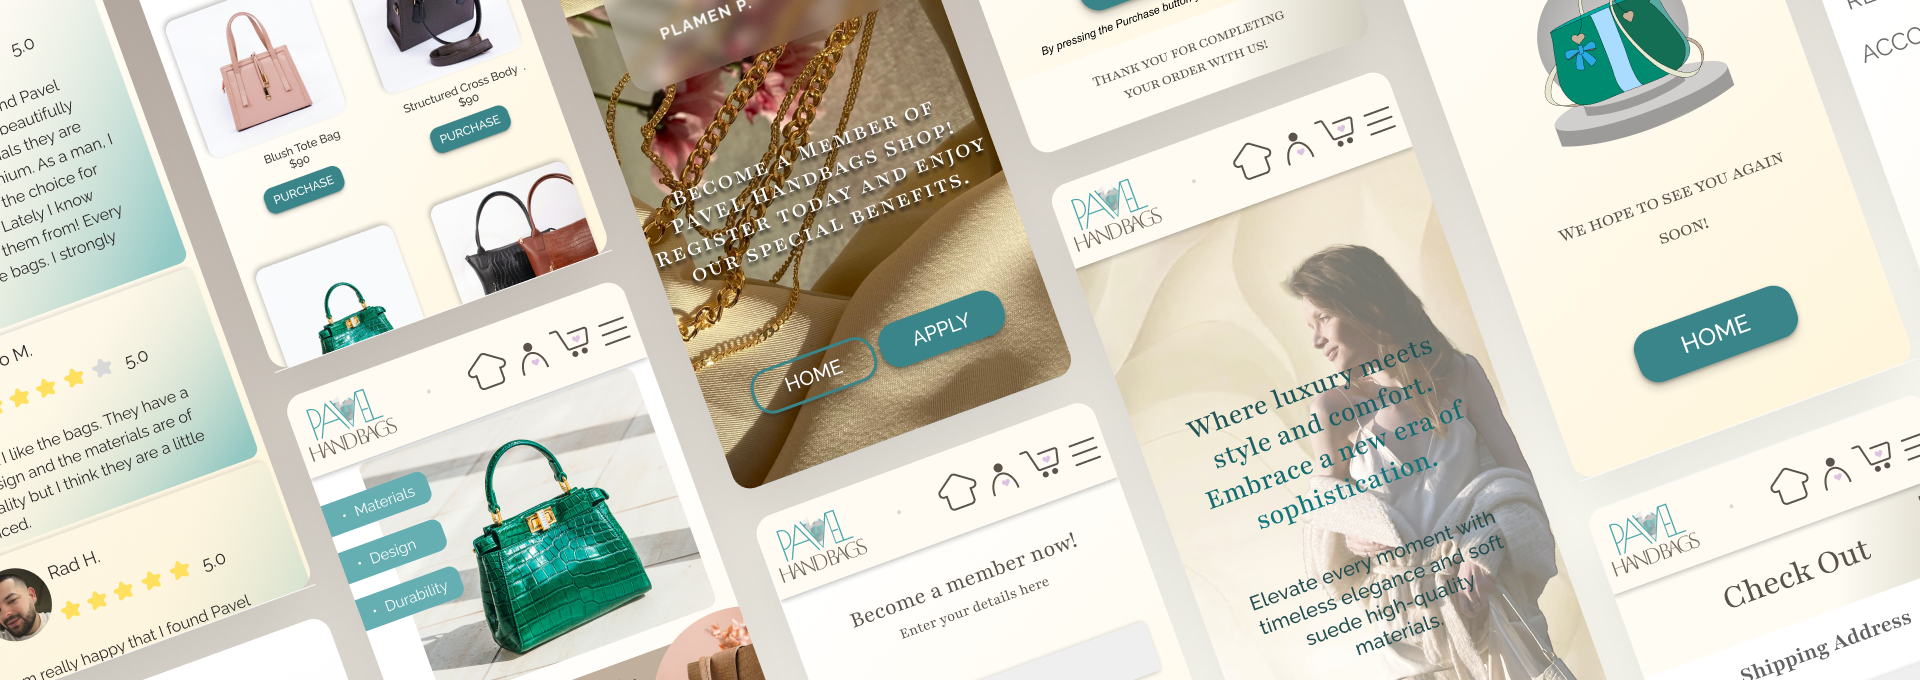 5.0
nd Pavel
beautifully
als they are
nium. As a man, I
the choice for
Lately I know
them from! Every
e bags. I strongly
o M.
5.0
I like the bags. They have a
sign and the materials are of
ality but I think they are a little
ced.
Rad H.
5.0
m really happy that I found Pavel
Blush Tote Bag
$90
PURCHASE
Structured Cross Body .
$90
PURCHASE
PAVEL
HANDBAGS
• Materials
• Design
• Durability
PLAMEN P.
BECOME A MEMBER OF
PAVEL HANDBAGS SHOP!
REGISTER TODAY AND ENJOY
OUR SPECIAL BENEFITS.
HOME
APPLY
PAVEL
HANDBAGS
Become a member now!
Enter your details here
By pressing the Purchase button
THANK YOU FOR COMPLETING
YOUR ORDER WITH US!
PAVEL
HANDBAGS
Where luxury meets
style and comfort.
Embrace a new era of
sophistication.
Elevate every moment with
timeless elegance and soft
suede high-quality
materials.
WE HOPE TO SEE YOU AGAIN
SOON!
HOME
PAVEL
HANDBAGS
Check Out
Shipping Address
ACCO